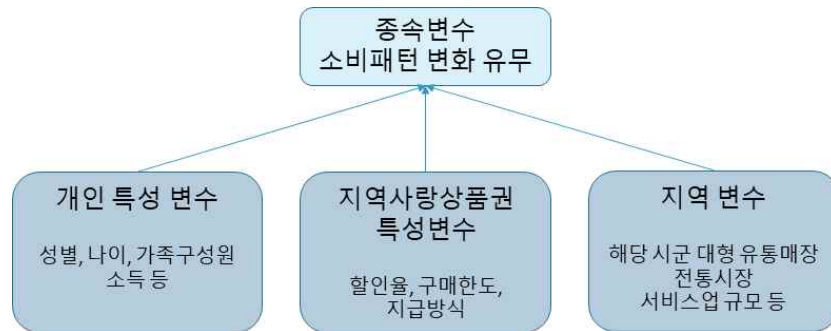 종속변수
소비패턴 변화 유무
개인 특성 변수
성별, 나이, 가족구성원
소득 등
지역사랑상품권
특성변수
할인율, 구매한도,
지급방식
지역 변수
해당 시군 대형 유통매장
전통시장
서비스업 규모 등